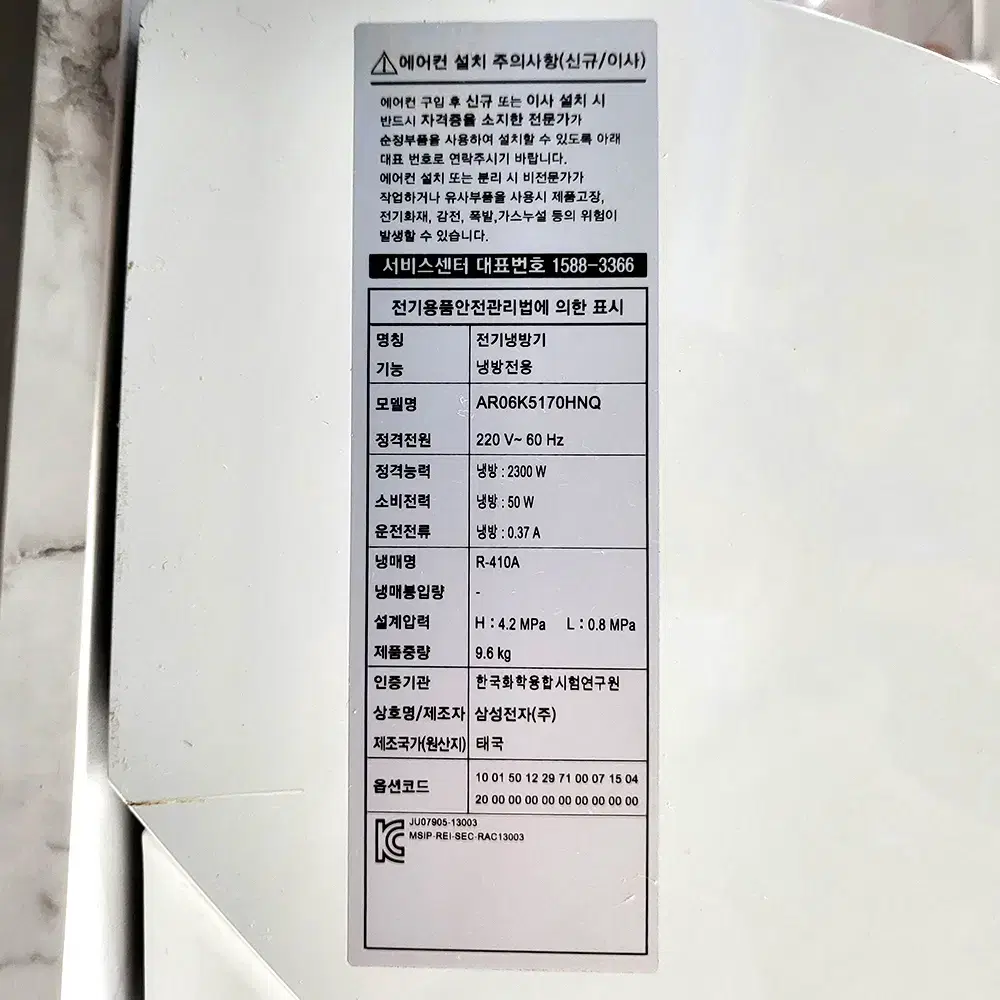 에어컨 설치 주의사항(신규/이사)
에어컨 구입 후 신규 또는 이사 설치 시
반드시 자격증을 소지한 전문가가
순정부품을 사용하여 설치할 수 있도록 아래
대표 번호로 연락주시기 바랍니다.
에어컨 설치 또는 분리 시 비전문가가
작업하거나 유사부품을 사용시 제품고장,
전기화재, 감전, 폭발,가스누설 등의 위험이
발생할 수 있습니다.
서비스센터 대표번호 1588-3366
전기용품안전관리법에 의한 표시
명칭 전기냉방기
기능 냉방전용
모델명 AR06K5170HNQ
정격전원 220 V~ 60 Hz
정격능력 냉방 : 2300 W
소비전력 냉방 : 50 W
운전전류 냉방 : 0.37 A
냉매명 R-410A
냉매봉입량 -
설계압력 H : 4.2 MPa L : 0.8 MPa
제품중량 9.6 kg
인증기관 한국화학융합시험연구원
상호명/제조자 삼성전자(주)
제조국가(원산지) 태국
옵션코드 10 01 50 12 29 71 00 07 15 04
20 00 00 00 00 00 00 00 00 00
JU07905-13003
MSIP-REI-SEC-RAC13003